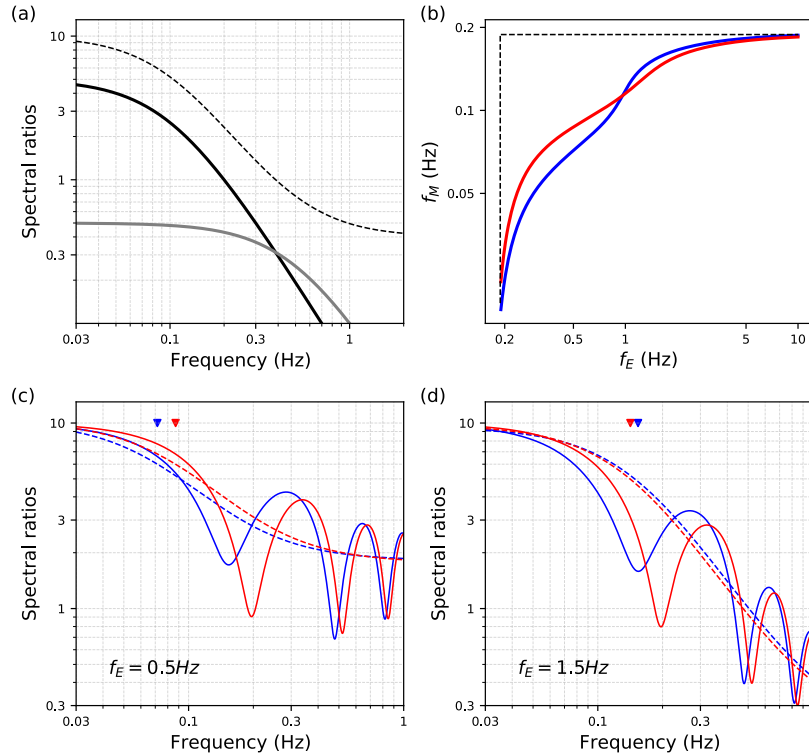 (a)
(b)
10
3
1
0.3
Spectral ratios
0.03
0.1
0.3
1
Frequency (Hz)
0.2
0.1
0.05
f_M (Hz)
0.2
0.5
1
5
10
f_E (Hz)
(c)
(d)
10
3
1
0.3
Spectral ratios
f_E = 0.5Hz
0.03
0.1
0.3
1
Frequency (Hz)
10
3
1
0.3
Spectral ratios
f_E = 1.5Hz
0.03
0.1
0.3
Frequency (Hz)